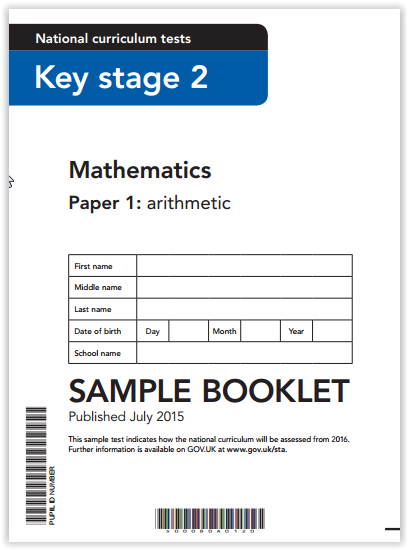 National curriculum tests
Key stage 2
Mathematics
Paper 1: arithmetic
First name
Middle name
Last name
Date of birth Day Month Year
School name
SAMPLE BOOKLET
Published July 2015
This sample test indicates how the national curriculum will be assessed from 2016.
Further information is available on GOV.UK at www.gov.uk/sta.
PUPIL ID NUMBER